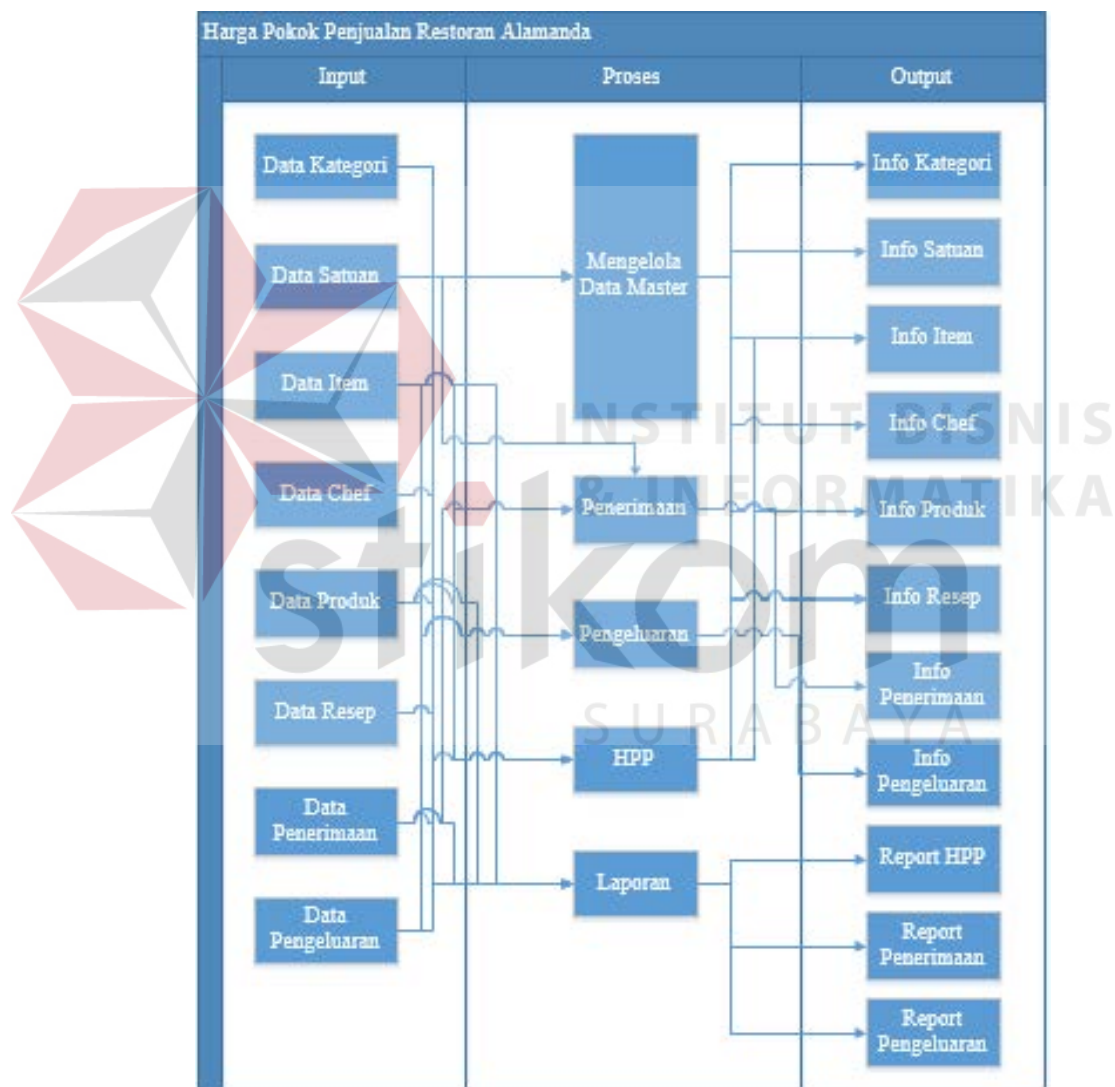 Harga Pokok Penjualan Restoran Alamanda
Input
Proses
Output
Data Kategori
Data Satuan
Data Item
Data Chef
Data Produk
Data Resep
Data
Penerimaan
Data
Pengeluaran
Mengelola
Data Master
Penerimaan
Pengeluaran
HPP
Laporan
Info Kategori
Info Satuan
Info Item
Info Chef
Info Produk
Info Resep
Info
Penerimaan
Info
Pengeluaran
Report HPP
Report
Penerimaan
Report
Pengeluaran
INSTITUT BISNIS
& INFORMATIKA
stikom
SURABAYA